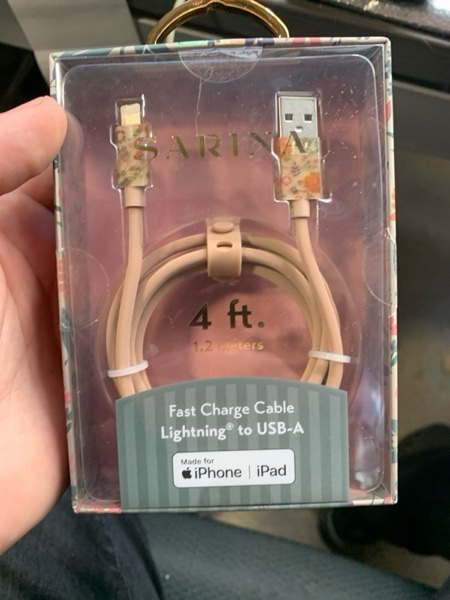 SARINA
4 ft.
1.2 meters
Fast Charge Cable
Lightning® to USB-A
Made for
iPhone | iPad